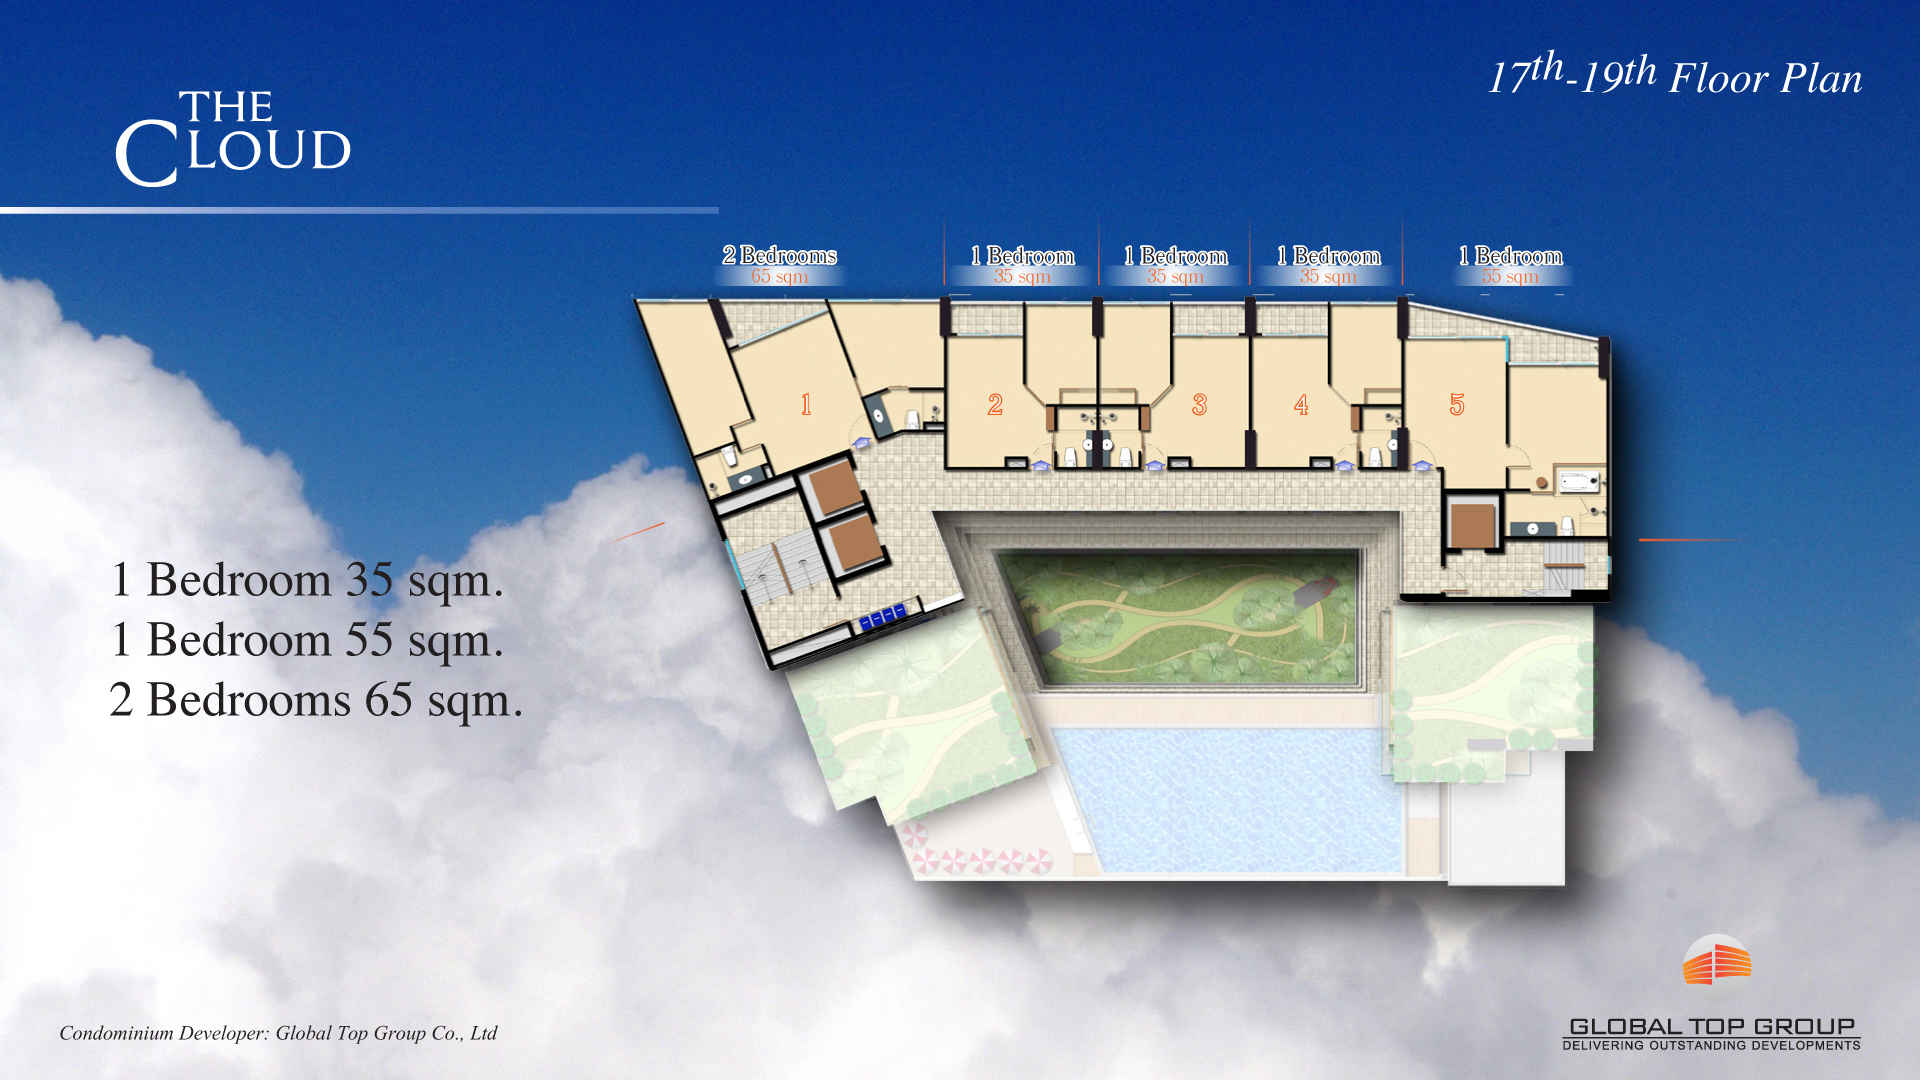 17th-19th Floor Plan
THE
CLOUD
2 Bedrooms
65 sqm
1 Bedroom
35 sqm
1 Bedroom
35 sqm
1 Bedroom
35 sqm
1 Bedroom
55 sqm
1
2
3
4
5
1 Bedroom 35 sqm.
1 Bedroom 55 sqm.
2 Bedrooms 65 sqm.
Condominium Developer: Global Top Group Co., Ltd
GLOBAL TOP GROUP
DELIVERING OUTSTANDING DEVELOPMENTS